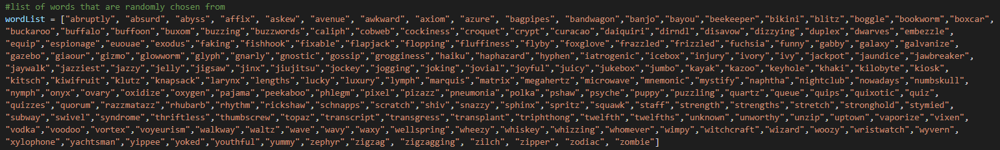 #list of words that are randomly chosen from
wordList = ["abruptly", "absurd", "abyss", "affix", "askew", "avenue", "awkward", "axiom", "azure", "bagpipes", "bandwagon","banjo","bayou","beekeeper","bikini","blitz","boggle","bookworm","boxcar",
"buckaroo","buffalo","buffoon","buxom","buzzing","buzzwords","caliph","cobweb","cockiness","croquet","crypt","curacao","daiquiri","dirndl","disavow","dizzying","duplex","dwarves","embezzle",
"equip","espionage","euouae","exodus","faking","fishhook","fixable","flapjack","flopping","fluffiness","flyby","foxglove","frazzled","frizzled","fuchsia","funny","gabby","galaxy","galvanize",
"gazebo","giaour","gizmo","glowworm","glyph","gnarly","gnostic","gossip","grogginess","haiku","haphazard","hyphen","iatrogenic","icebox","injury","ivory","ivy","jackpot","jaundice","jawbreaker",
"jaywalk","jazziest","jazzy","jelly","jigsaw","jinx","jiujitsu","jockey","jogging","joking","jovial","joyful","juicy","jukebox","jumbo","kayak","kazoo","keyhole","khaki","kilobyte","kiosk",
"kitsch","kiwifruit","klutz","knapsack","larynx","lengths","lucky","luxury","lymph","marquis","matrix","megahertz","microwave","mnemonic","mystify","naphtha","nightclub","nowadays","numbskull",
"nymph","onyx","ovary","oxidize","oxygen","pajama","peekaboo","phlegm","pixel","pizazz","pneumonia","polka","pshaw","psyche","puppy","puzzling","quartz","queue","quips","quixotic","quiz",
"quizzes","quorum","razzmatazz","rhubarb","rhythm","rickshaw","schnapps","scratch","shiv","snazzy","sphinx","spritz","squawk","staff","strength","strengths","stretch","stronghold","stymied",
"subway","swivel","syndrome","thriftless","thumbscrew","topaz","transcript","transgress","transplant","triphthong","twelfth","twelfths","unknown","unworthy","unzip","uptown","vaporize","vixen",
"vodka","voodoo","vortex","voyeurism","walkway","waltz","wave","wavy","waxy","wellspring","wheezy","whiskey","whizzing","whomever","wimpy","witchcraft","wizard","woozy","wristwatch","wyvern",
"xylophone","yachtsman","yippee","yoked","youthful","yummy","zephyr","zigzag", "zigzagging", "zilch", "zipper", "zodiac", "zombie"]